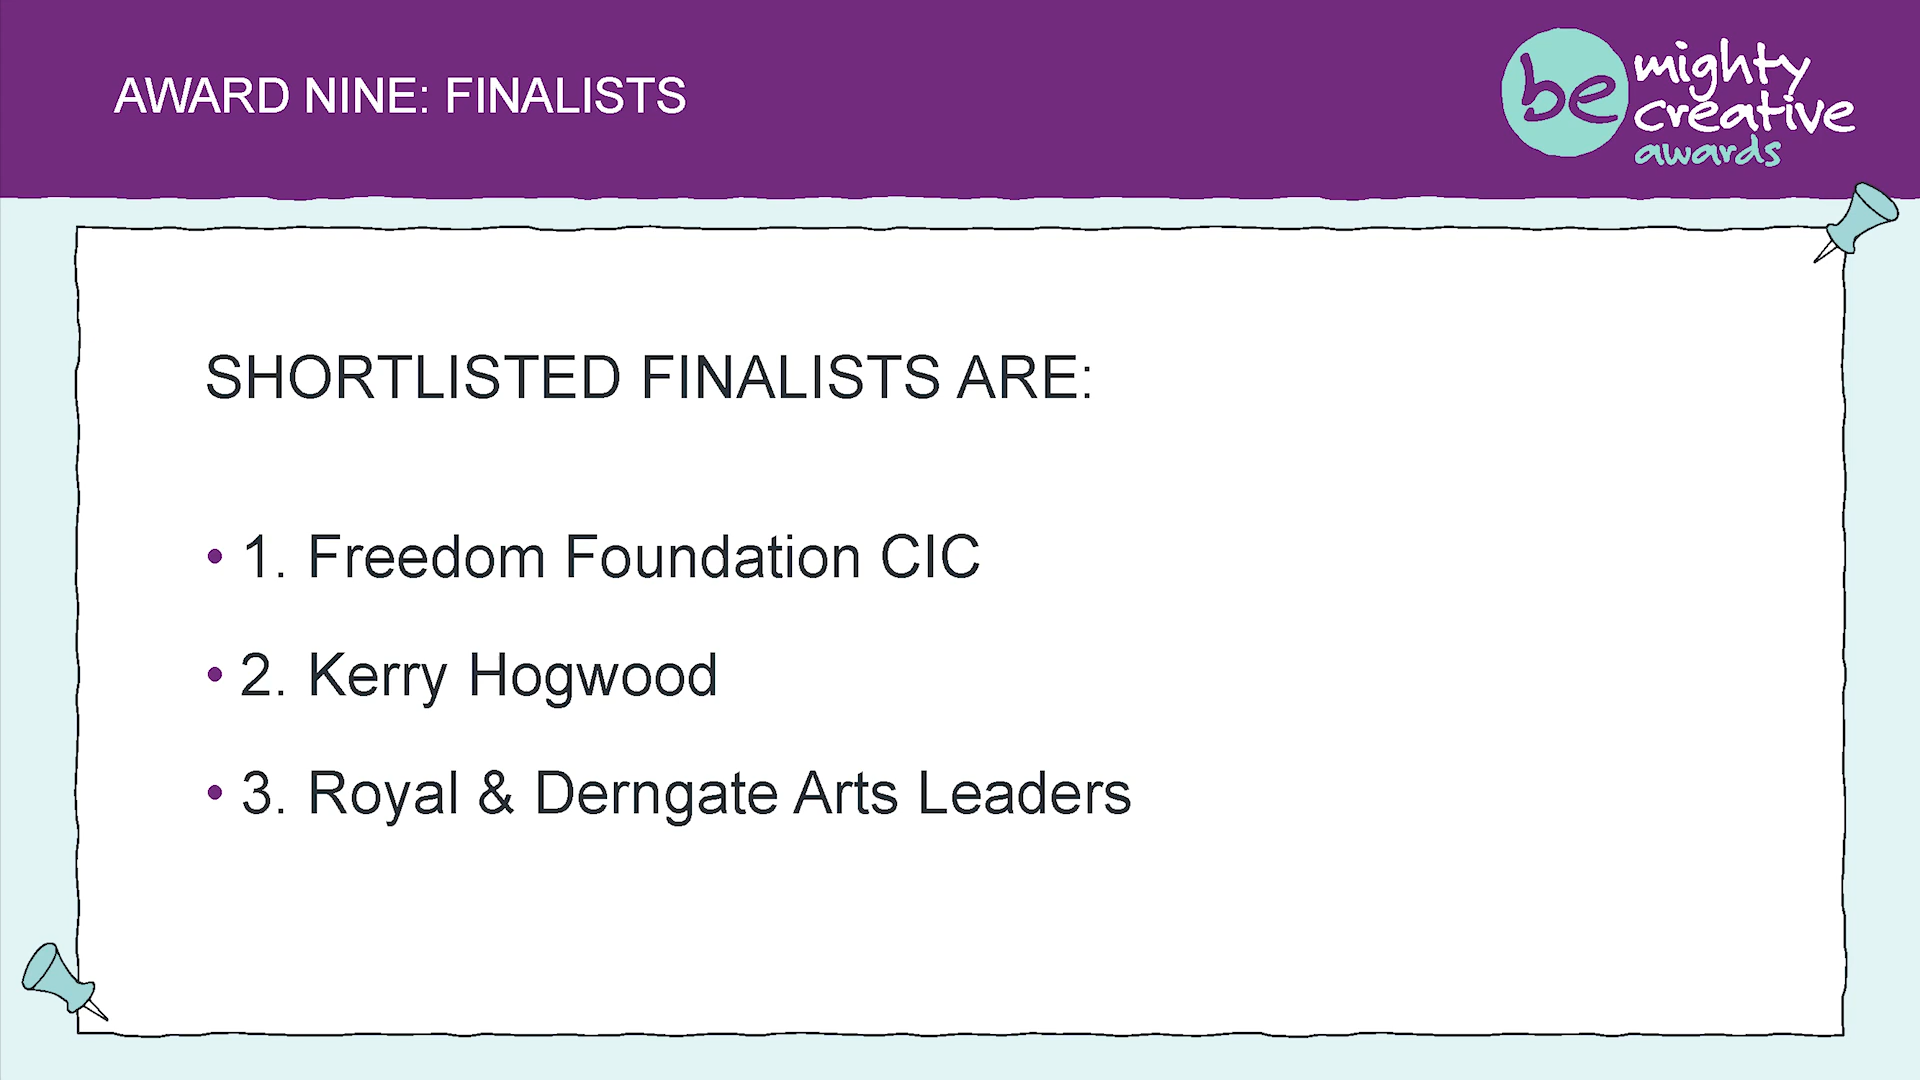 AWARD NINE: FINALISTS
be mighty
creative
awards
SHORTLISTED FINALISTS ARE:
• 1. Freedom Foundation CIC
• 2. Kerry Hogwood
• 3. Royal & Derngate Arts Leaders